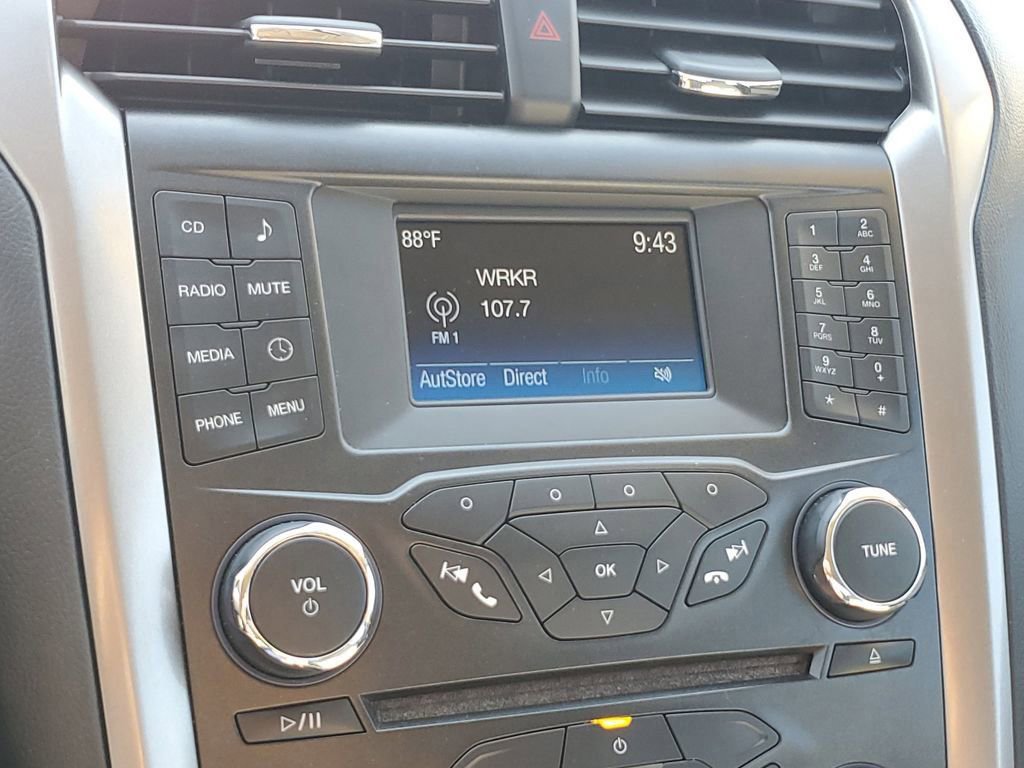 CD
RADIO MUTE
MEDIA
PHONE MENU
88°F 9:43
WRKR
107.7
FM 1
AutStore Direct Info
1 2 ABC
3 DEF 4 GHI
5 JKL 6 MNO
7 PQRS 8 TUV
9 WXYZ 0 +
* #
VOL
OK
TUNE